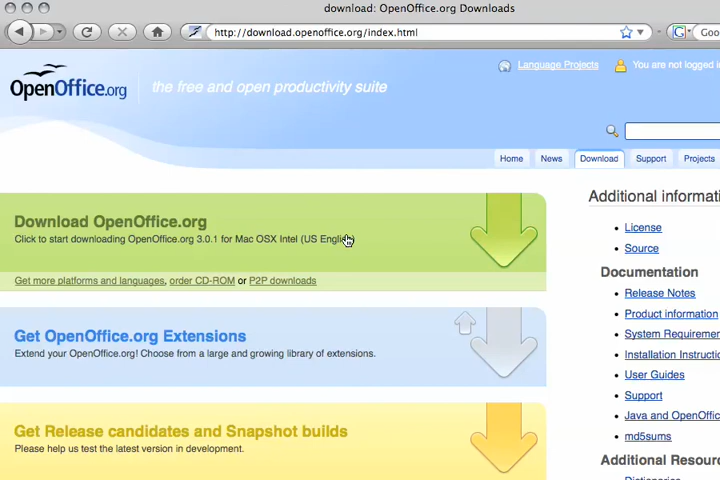 download: OpenOffice.org Downloads
http://download.openoffice.org/index.html
OpenOffice.org
the free and open productivity suite
Language Projects
You are not logged
Home News Download Support Projects
Download OpenOffice.org
Click to start downloading OpenOffice.org 3.0.1 for Mac OSX Intel (US English)
Get more platforms and languages, order CD-ROM or P2P downloads
Get OpenOffice.org Extensions
Extend your OpenOffice.org! Choose from a large and growing library of extensions.
Get Release candidates and Snapshot builds
Please help us test the latest version in development.
Additional informati
License
Source
Documentation
Release Notes
Product information
System Requiremen
Installation Instructi
User Guides
Support
Java and OpenOffic
md5sums
Additional Resour